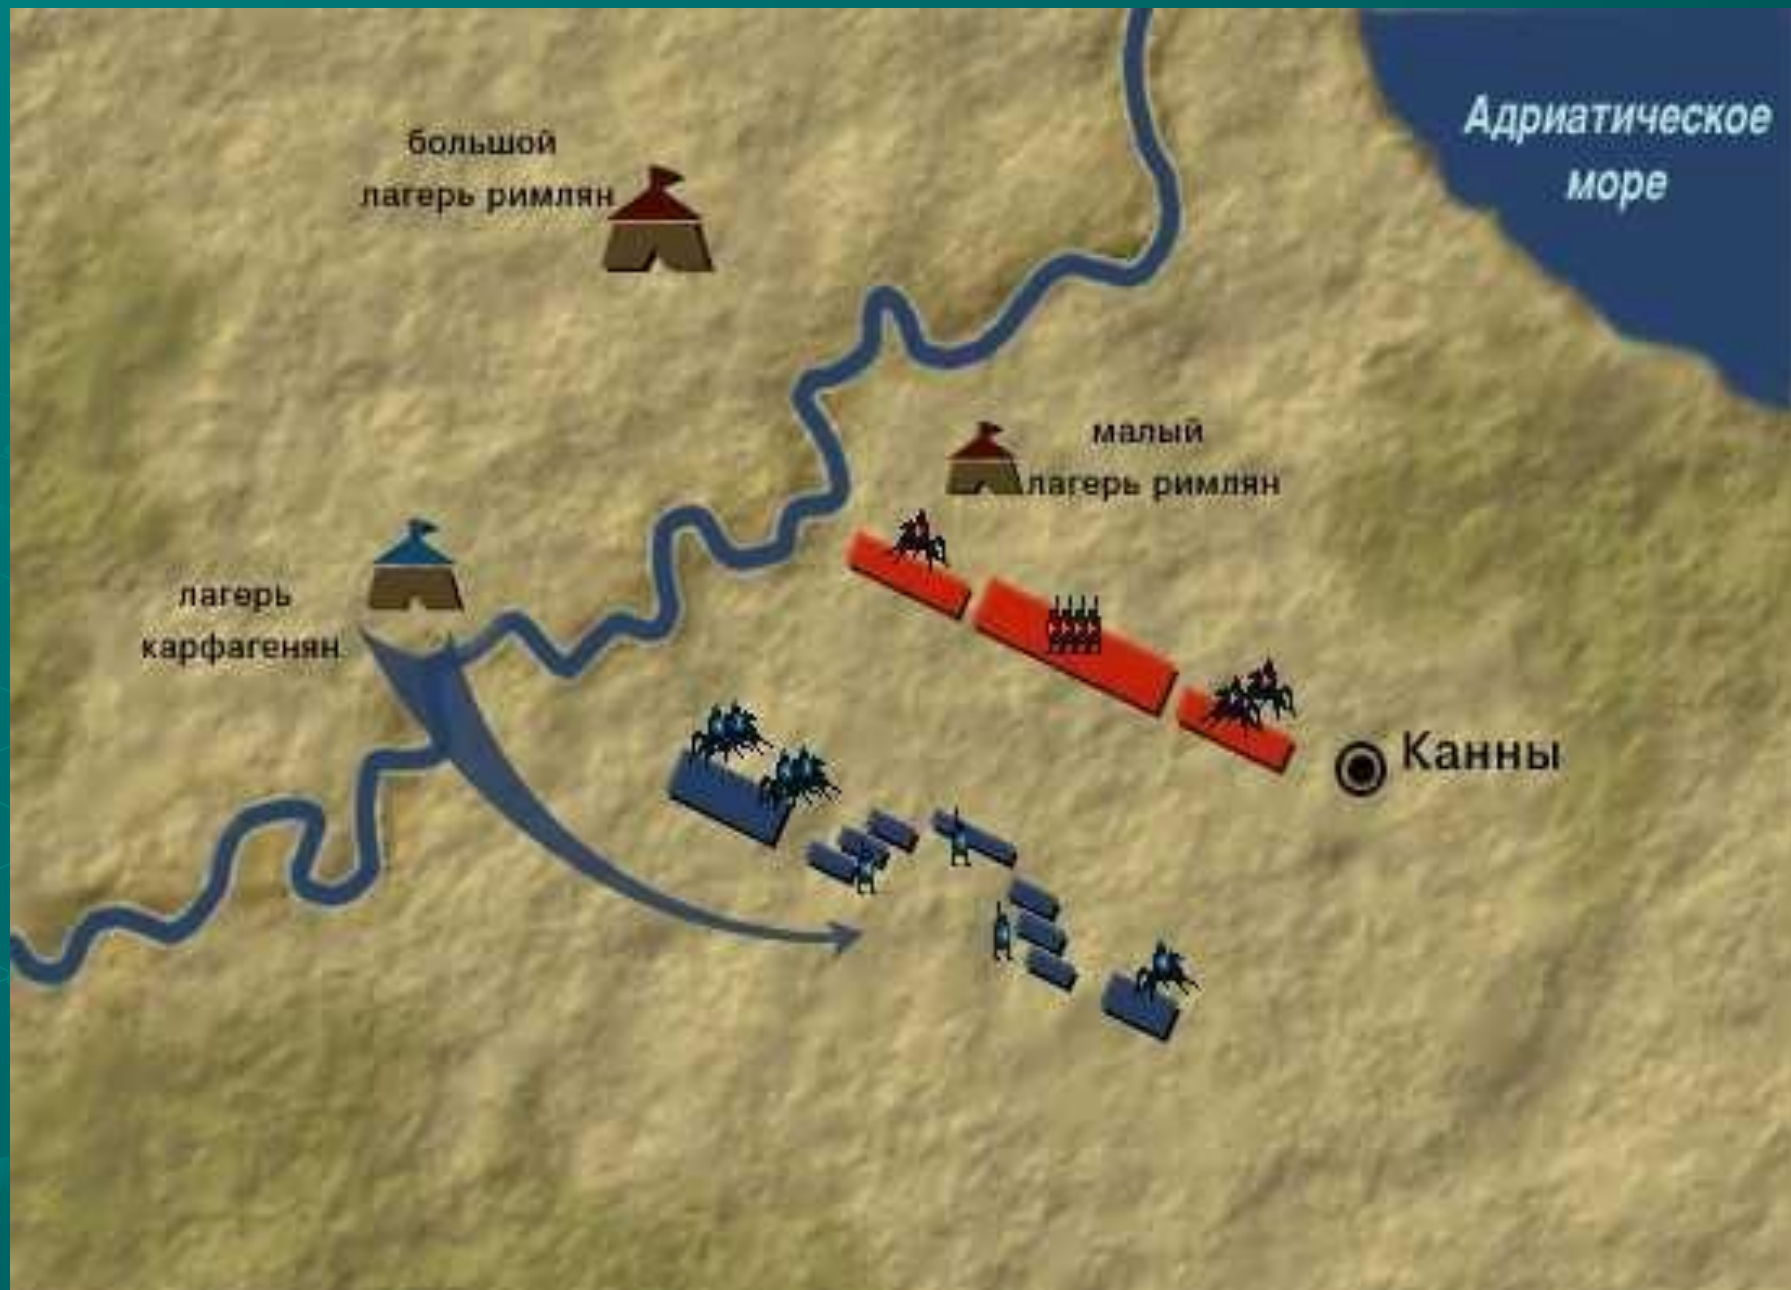 Адриатическое
море
большой
лагерь римлян
малый
лагерь римлян
лагерь
карфагенян
Канны